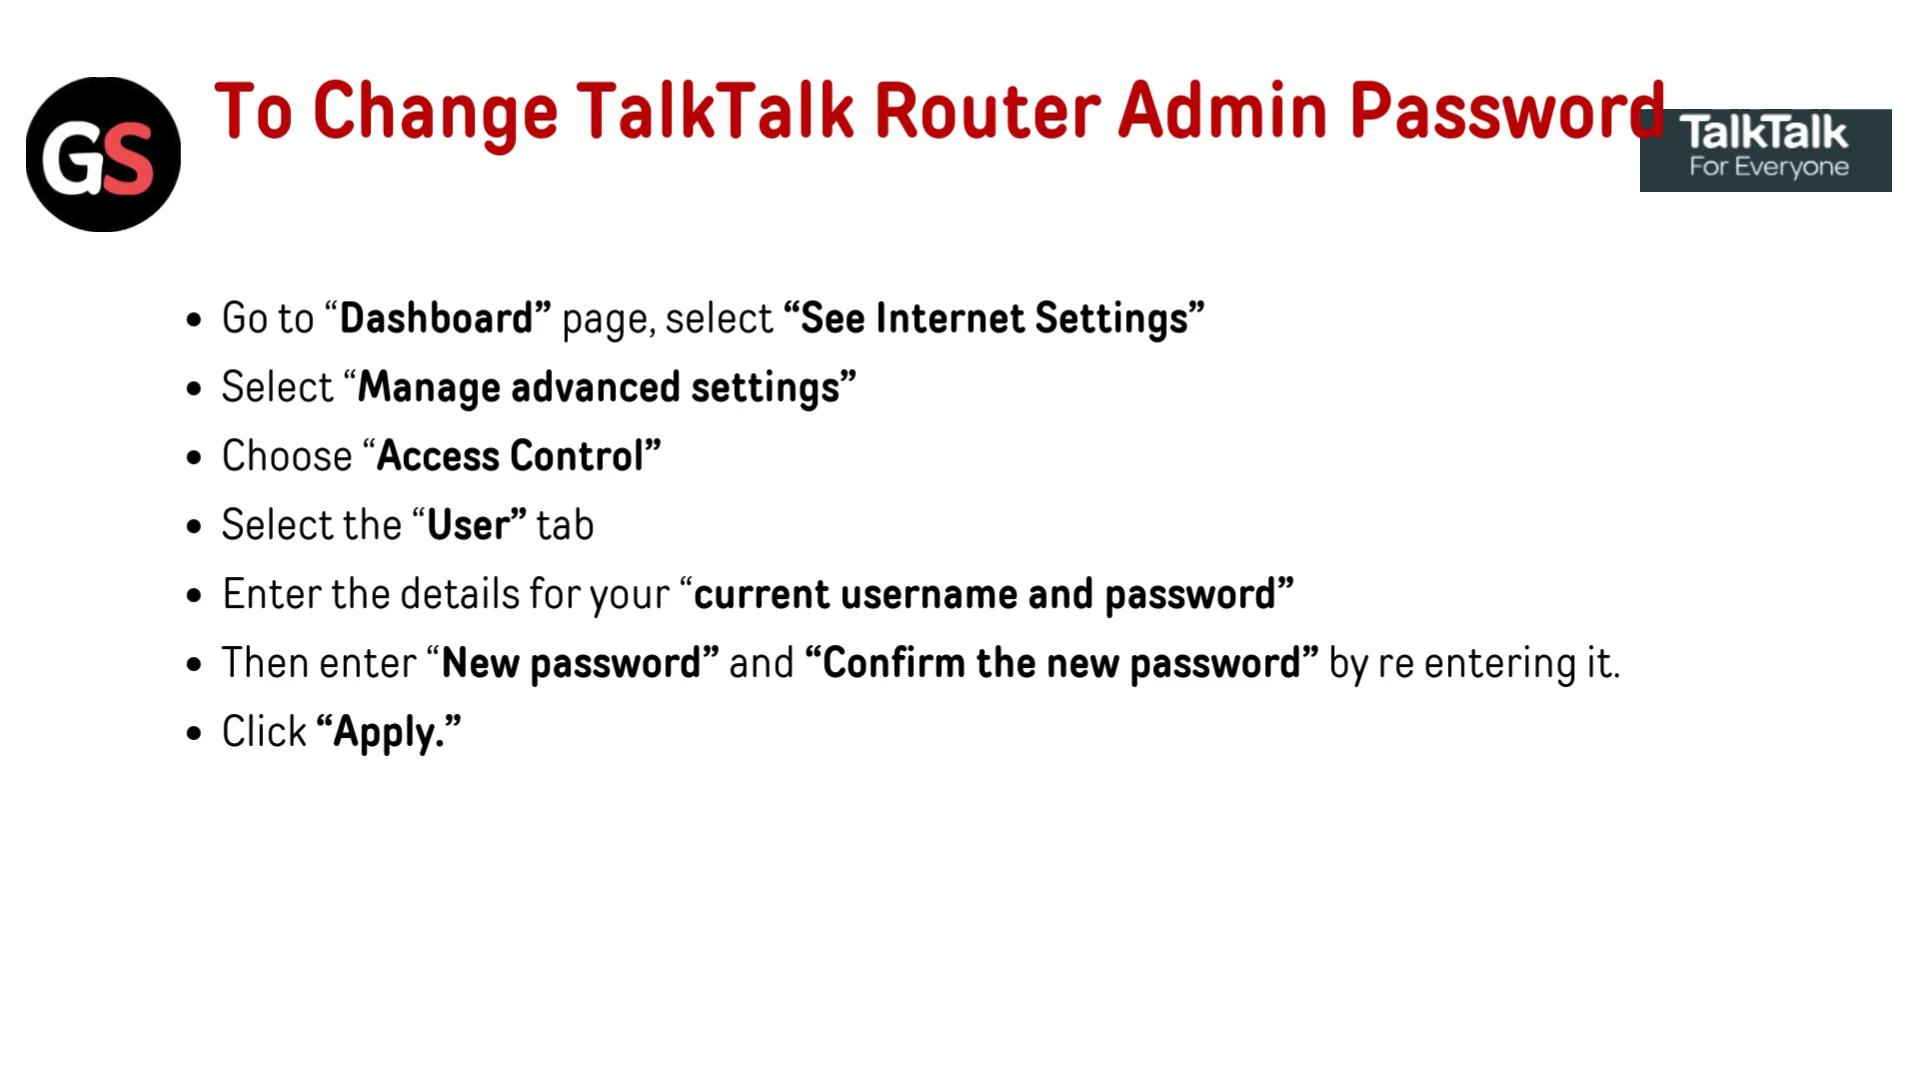 GS
To Change TalkTalk Router Admin Password
TalkTalk
For Everyone
• Go to “Dashboard” page, select “See Internet Settings”
• Select “Manage advanced settings”
• Choose “Access Control”
• Select the “User” tab
• Enter the details for your “current username and password”
• Then enter “New password” and “Confirm the new password” by re entering it.
• Click “Apply.”